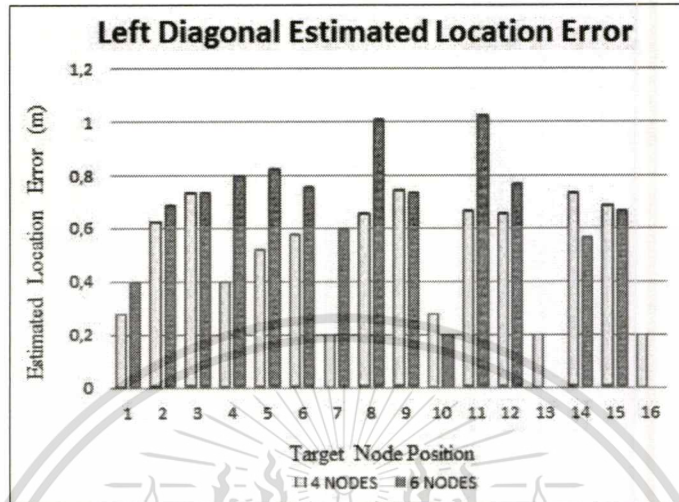 Left Diagonal Estimated Location Error
Estimated Location Error (m)
1,2
1
0,8
0,6
0,4
0,2
0
1 2 3 4 5 6 7 8 9 10 11 12 13 14 15 16
Target Node Position
4 NODES 6 NODES